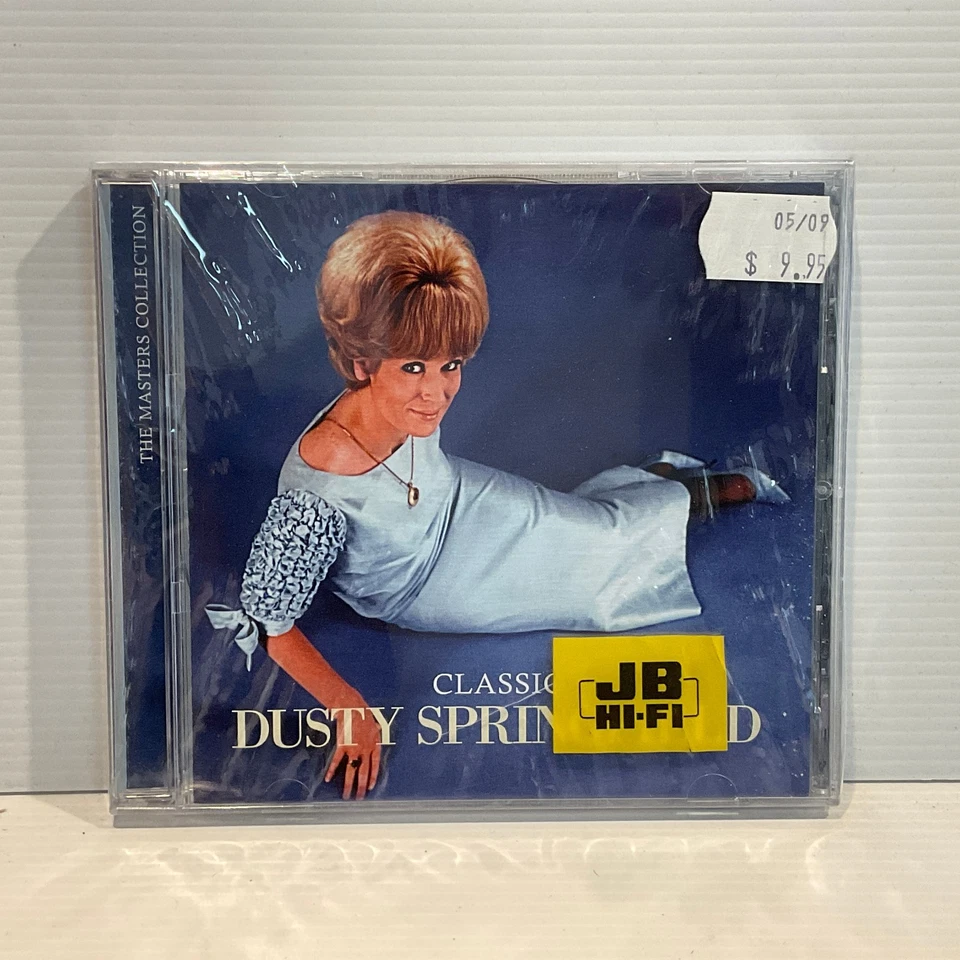 THE MASTERS COLLECTION
05/09
$ 9.95
CLASSIC
DUSTY SPRIN D
JB
HI-FI